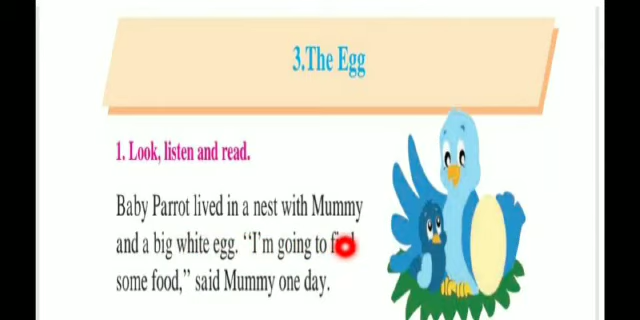 3.The Egg
1. Look, listen and read.
Baby Parrot lived in a nest with Mummy
and a big white egg. “I’m going to find
some food,” said Mummy one day.